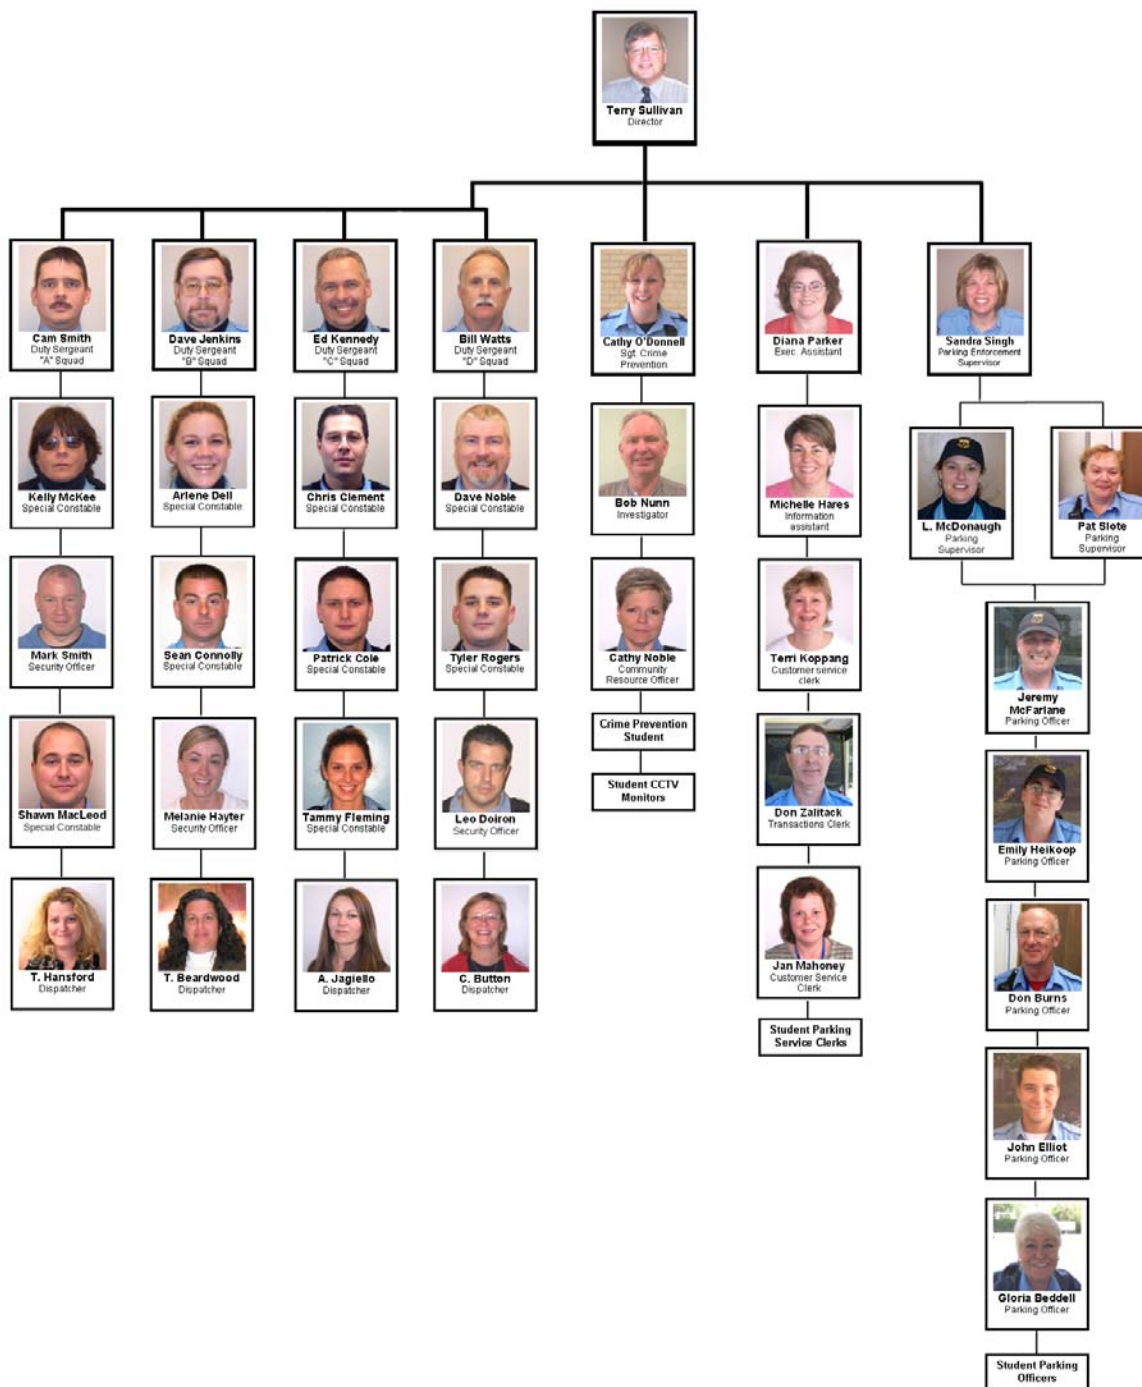 Terry Sullivan
Director
Cam Smith
Duty Sergeant
"A" Squad
Dave Jenkins
Duty Sergeant
"B" Squad
Ed Kennedy
Duty Sergeant
"C" Squad
Bill Watts
Duty Sergeant
"D" Squad
Cathy O'Donnell
Sgt. Crime
Prevention
Diana Parker
Exec. Assistant
Sandra Singh
Parking Enforcement
Supervisor
Kelly McKee
Special Constable
Arlene Dell
Special Constable
Chris Clement
Special Constable
Dave Noble
Special Constable
Bob Nunn
Investigator
Michelle Hares
Information
assistant
L. McDonaugh
Parking
Supervisor
Pat Slote
Parking
Supervisor
Mark Smith
Security Officer
Sean Connolly
Special Constable
Patrick Cole
Special Constable
Tyler Rogers
Special Constable
Cathy Noble
Community
Resource Officer
Terri Koppang
Customer service
clerk
Jeremy
McFarlane
Parking Officer
Crime Prevention
Student
Student CCTV
Monitors
Shawn MacLeod
Special Constable
Melanie Hayter
Security Officer
Tammy Fleming
Special Constable
Leo Doiron
Security Officer
Don Zalitack
Transactions Clerk
Emily Heikoop
Parking Officer
T. Hansford
Dispatcher
T. Beardwood
Dispatcher
A. Jagiello
Dispatcher
C. Button
Dispatcher
Jan Mahoney
Customer Service
Clerk
Don Burns
Parking Officer
Student Parking
Service Clerks
John Elliot
Parking Officer
Gloria Beddell
Parking Officer
Student Parking
Officers